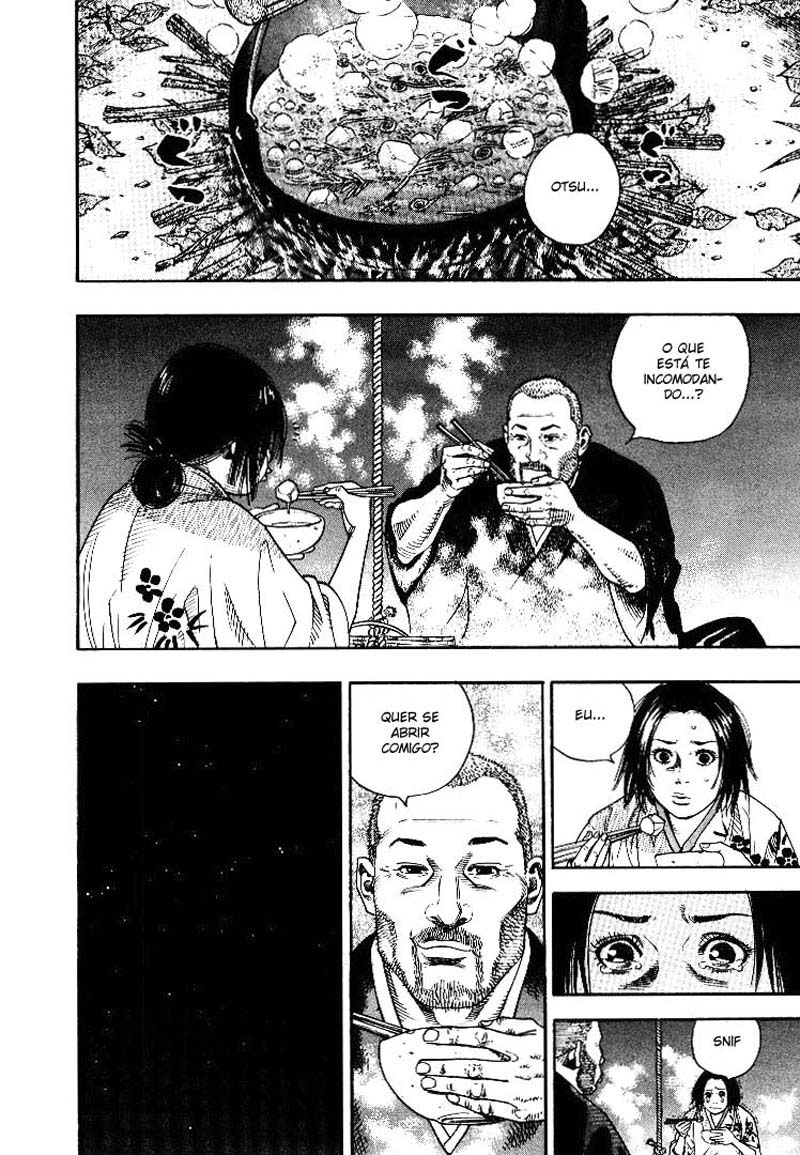 OTSU...
O QUE
ESTÁ TE
INCOMODAN-
DO...?
EU...
SNIF
QUER SE
ABRIR
COMIGO?